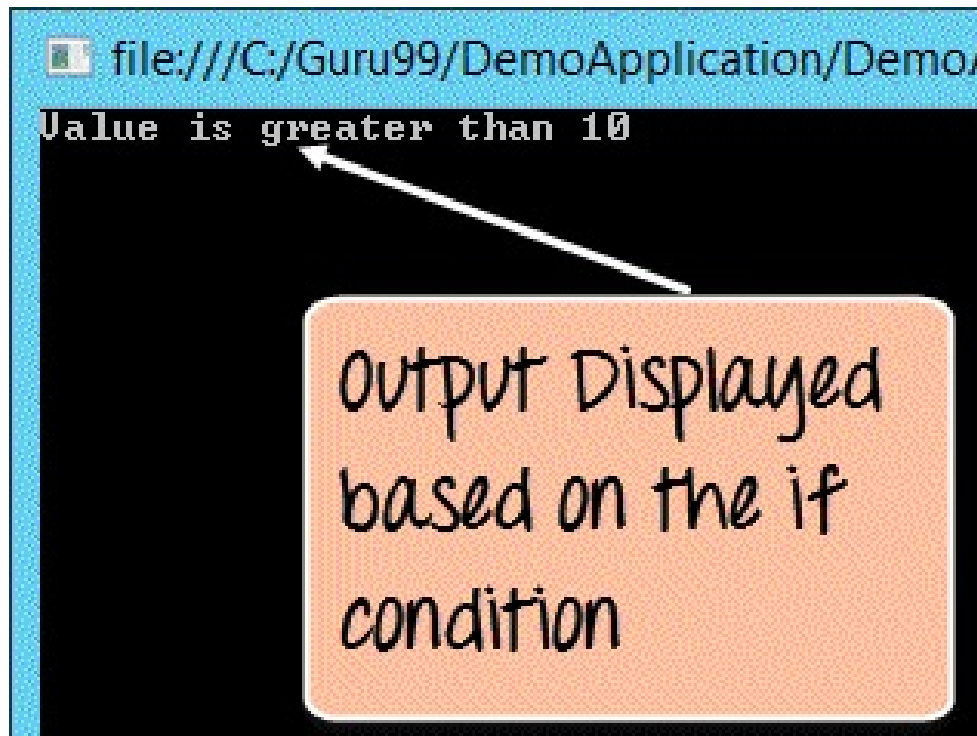 file:///C:/Guru99/DemoApplication/Demo
Value is greater than 10
Output Displayed
based on the if
condition